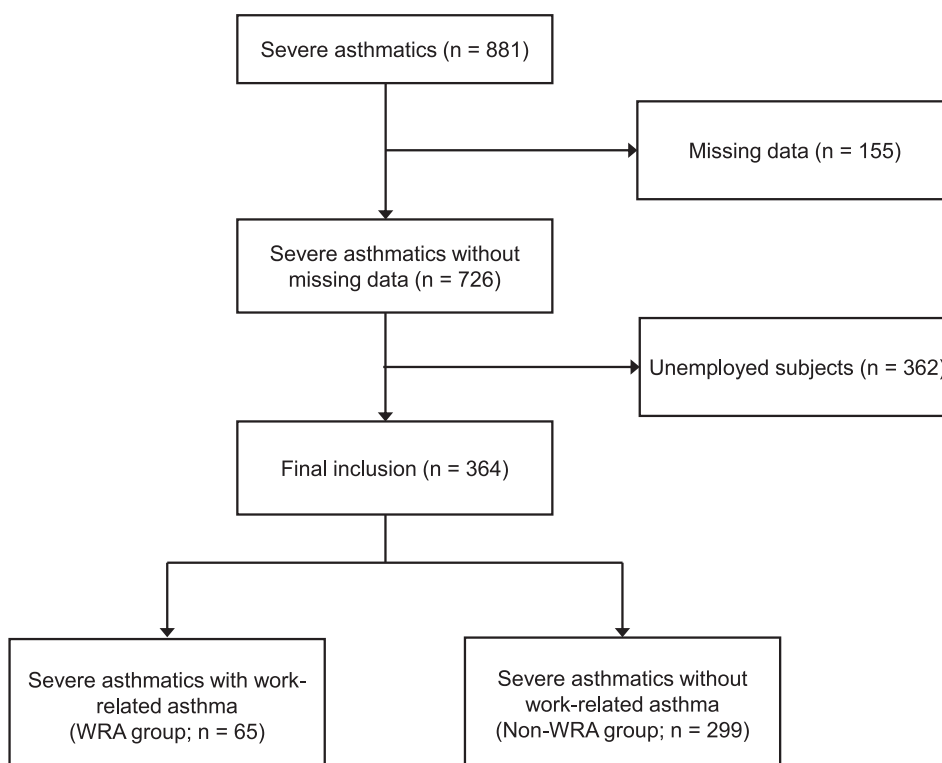 Severe asthmatics (n = 881)
Missing data (n = 155)
Severe asthmatics without
missing data (n = 726)
Unemployed subjects (n = 362)
Final inclusion (n = 364)
Severe asthmatics with work-
related asthma
(WRA group; n = 65)
Severe asthmatics without
work-related asthma
(Non-WRA group; n = 299)